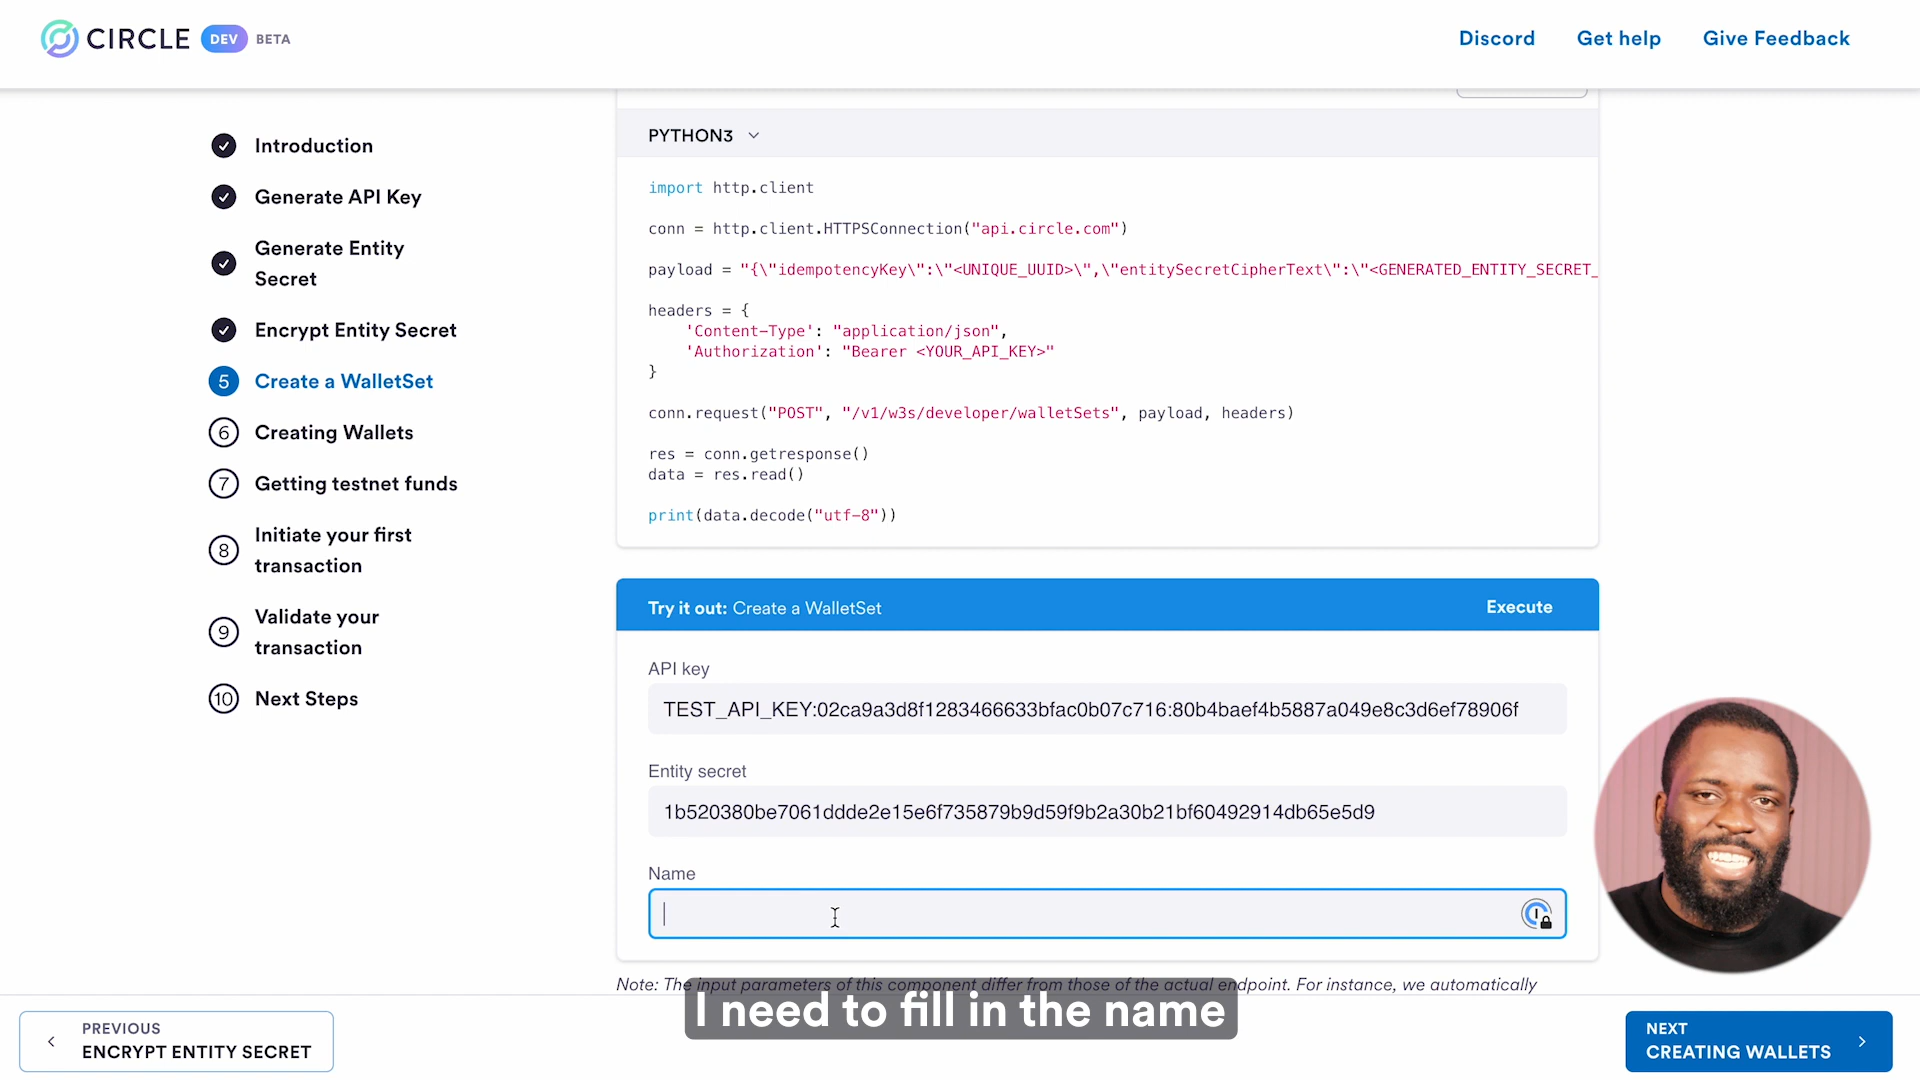 CIRCLE DEV BETA
Discord
Get help
Give Feedback
Introduction
Generate API Key
Generate Entity
Secret
Encrypt Entity Secret
5 Create a WalletSet
6 Creating Wallets
7 Getting testnet funds
8 Initiate your first
transaction
9 Validate your
transaction
10 Next Steps
PYTHON3
import http.client
conn = http.client.HTTPSConnection("api.circle.com")
payload = "{\"idempotencyKey\":\"<UNIQUE_UUID>\",\"entitySecretCipherText\":\"<GENERATED_ENTITY_SECRET_
headers = {
'Content-Type': "application/json",
'Authorization': "Bearer <YOUR_API_KEY>"
}
conn.request("POST", "/v1/w3s/developer/walletSets", payload, headers)
res = conn.getresponse()
data = res.read()
print(data.decode("utf-8"))
Try it out: Create a WalletSet
Execute
API key
TEST_API_KEY:02ca9a3d8f1283466633bfac0b07c716:80b4baef4b5887a049e8c3d6ef78906f
Entity secret
1b520380be7061ddde2e15e6f735879b9d59f9b2a30b21bf60492914db65e5d9
Name
Note: The input parameters of this component differ from those of the actual endpoint. For instance, we automatically
I need to fill in the name
PREVIOUS
ENCRYPT ENTITY SECRET
NEXT
CREATING WALLETS